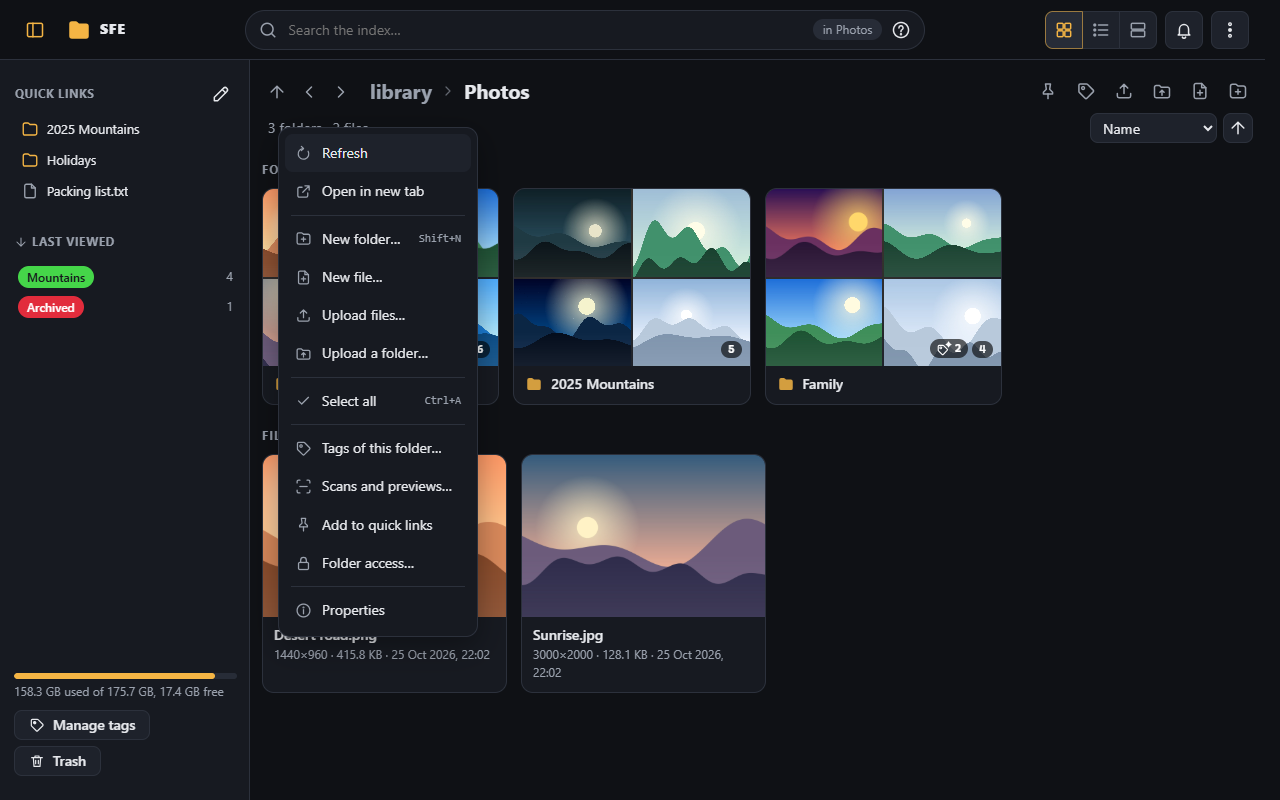 SFE
Search the index...
in Photos
QUICK LINKS
2025 Mountains
Holidays
Packing list.txt
LAST VIEWED
Mountains 4
Archived 1
158.3 GB used of 175.7 GB, 17.4 GB free
Manage tags
Trash
library > Photos
Name
Refresh
Open in new tab
New folder... Shift+N
New file...
Upload files...
Upload a folder...
Select all Ctrl+A
Tags of this folder...
Scans and previews...
Add to quick links
Folder access...
Properties
6
5
2025 Mountains
2 4
Family
Desert road.png
1440×960 · 415.8 KB · 25 Oct 2026, 22:02
Sunrise.jpg
3000×2000 · 128.1 KB · 25 Oct 2026,
22:02